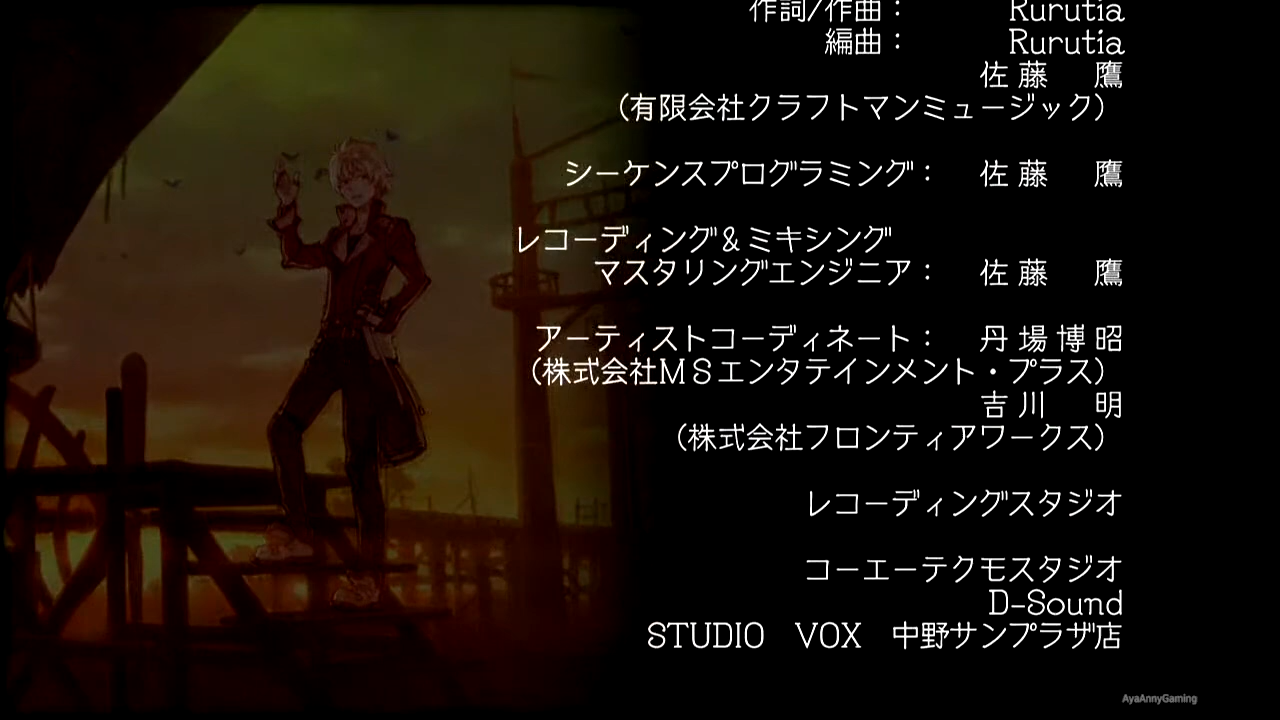 作詞/作曲： Rurutia
編曲： Rurutia
佐藤 鷹
（有限会社クラフトマンミュージック）
シーケンスプログラミング： 佐藤 鷹
レコーディング＆ミキシング
マスタリングエンジニア： 佐藤 鷹
アーティストコーディネート： 丹場博昭
（株式会社ＭＳエンタテインメント・プラス）
吉川 明
（株式会社フロンティアワークス）
レコーディングスタジオ
コーエーテクモスタジオ
D-Sound
STUDIO VOX 中野サンプラザ店
AyaAnnyGaming